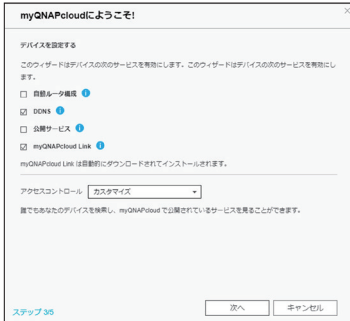 myQNAPcloudにようこそ!
デバイスを設定する
このウィザードはデバイスの次のサービスを有効にします。このウィザードはデバイスの次のサービスを有効にし
ます。
自動ルータ構成
DDNS
公開サービス
myQNAPcloud Link
myQNAPcloud Link は自動的にダウンロードされてインストールされます。
アクセスコントロール カスタマイズ
誰でもあなたのデバイスを検索し、myQNAPcloud で公開されているサービスを見ることができます。
ステップ 3/5 次へ キャンセル